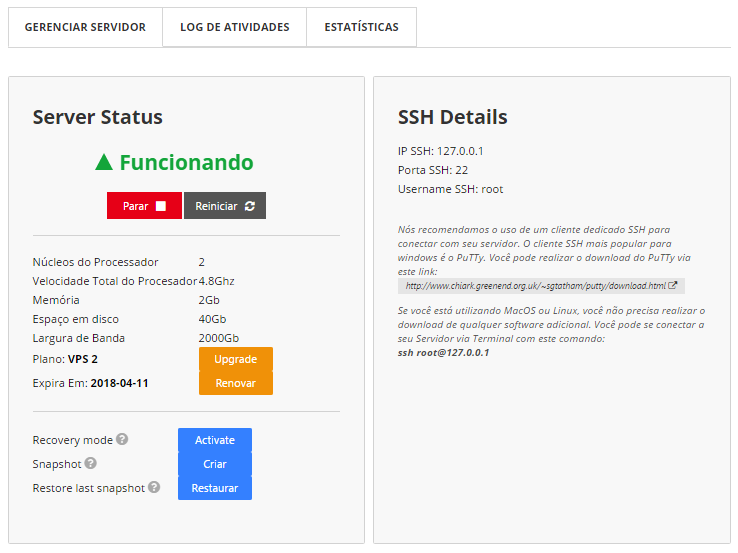 GERENCIAR SERVIDOR
LOG DE ATIVIDADES
ESTATÍSTICAS
Server Status
Funcionando
Parar
Reiniciar
Núcleos do Processador 2
Velocidade Total do Procesador 4.8Ghz
Memória 2Gb
Espaço em disco 40Gb
Largura de Banda 2000Gb
Plano: VPS 2 Upgrade
Expira Em: 2018-04-11 Renovar
Recovery mode ? Activate
Snapshot ? Criar
Restore last snapshot ? Restaurar
SSH Details
IP SSH: 127.0.0.1
Porta SSH: 22
Username SSH: root
Nós recomendamos o uso de um cliente dedicado SSH para
conectar com seu servidor. O cliente SSH mais popular para
windows é o PuTTy. Você pode realizar o download do PuTTy via
este link:
http://www.chiark.greenend.org.uk/~sgtatham/putty/download.html
Se você está utilizando MacOS ou Linux, você não precisa realizar o
download de qualquer software adicional. Você pode se conectar a
seu Servidor via Terminal com este comando:
ssh root@127.0.0.1